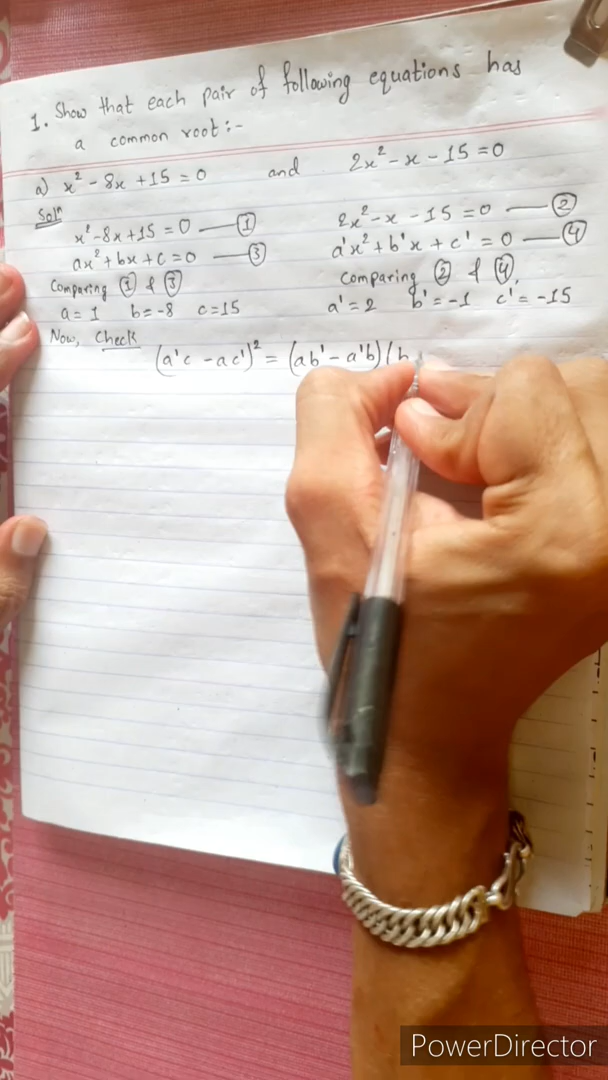 1. Show that each pair of following equations has
a common root:-
a) x² - 8x + 15 = 0 and 2x² - x - 15 = 0
Solⁿ
x² - 8x + 15 = 0 — ① 2x² - x - 15 = 0 — ②
ax² + bx + c = 0 — ③ a'x² + b'x + c' = 0 — ④
Comparing ① & ③ Comparing ② & ④,
a = 1 b = -8 c = 15 a' = 2 b' = -1 c' = -15
Now, Check
(a'c - ac')² = (ab' - a'b)(b
PowerDirector